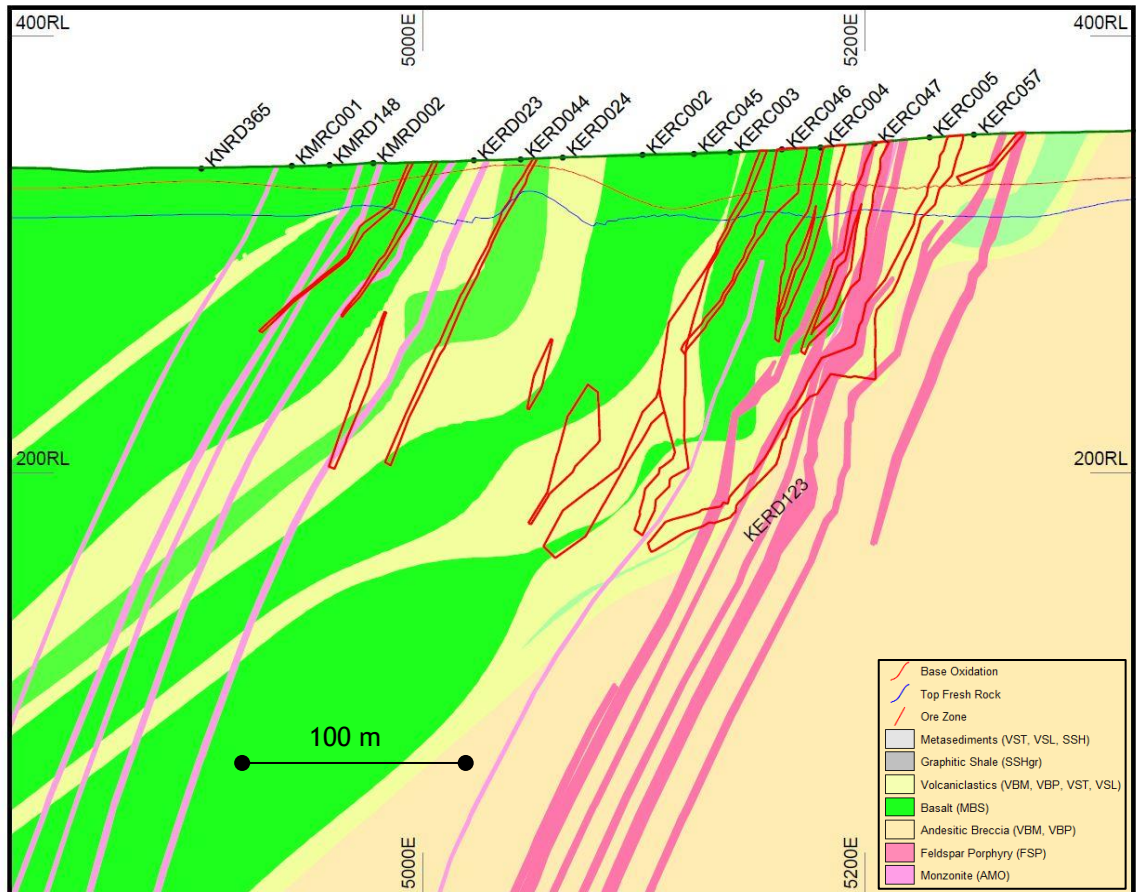 400RL
5000E
5200E
400RL
KNRD365
KMRC001
KMRD148
KMRD002
KERD023
KERD044
KERD024
KERC002
KERC045
KERC003
KERC046
KERC004
KERC047
KERC005
KERC057
200RL
200RL
KERD123
100 m
5000E
5200E
Base Oxidation
Top Fresh Rock
Ore Zone
Metasediments (VST, VSL, SSH)
Graphitic Shale (SSHgr)
Volcaniclastics (VBM, VBP, VST, VSL)
Basalt (MBS)
Andesitic Breccia (VBM, VBP)
Feldspar Porphyry (FSP)
Monzonite (AMO)